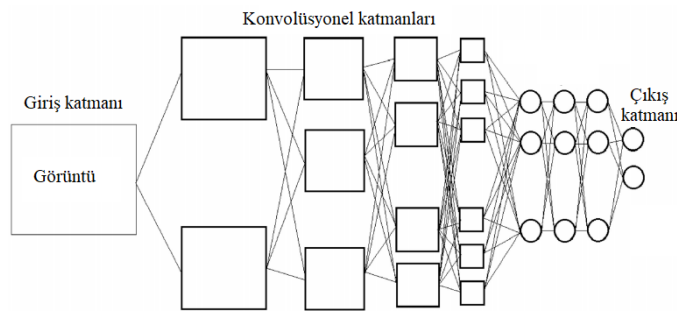 Konvolüsyonel katmanları
Giriş katmanı
Görüntü
Çıkış
katmanı